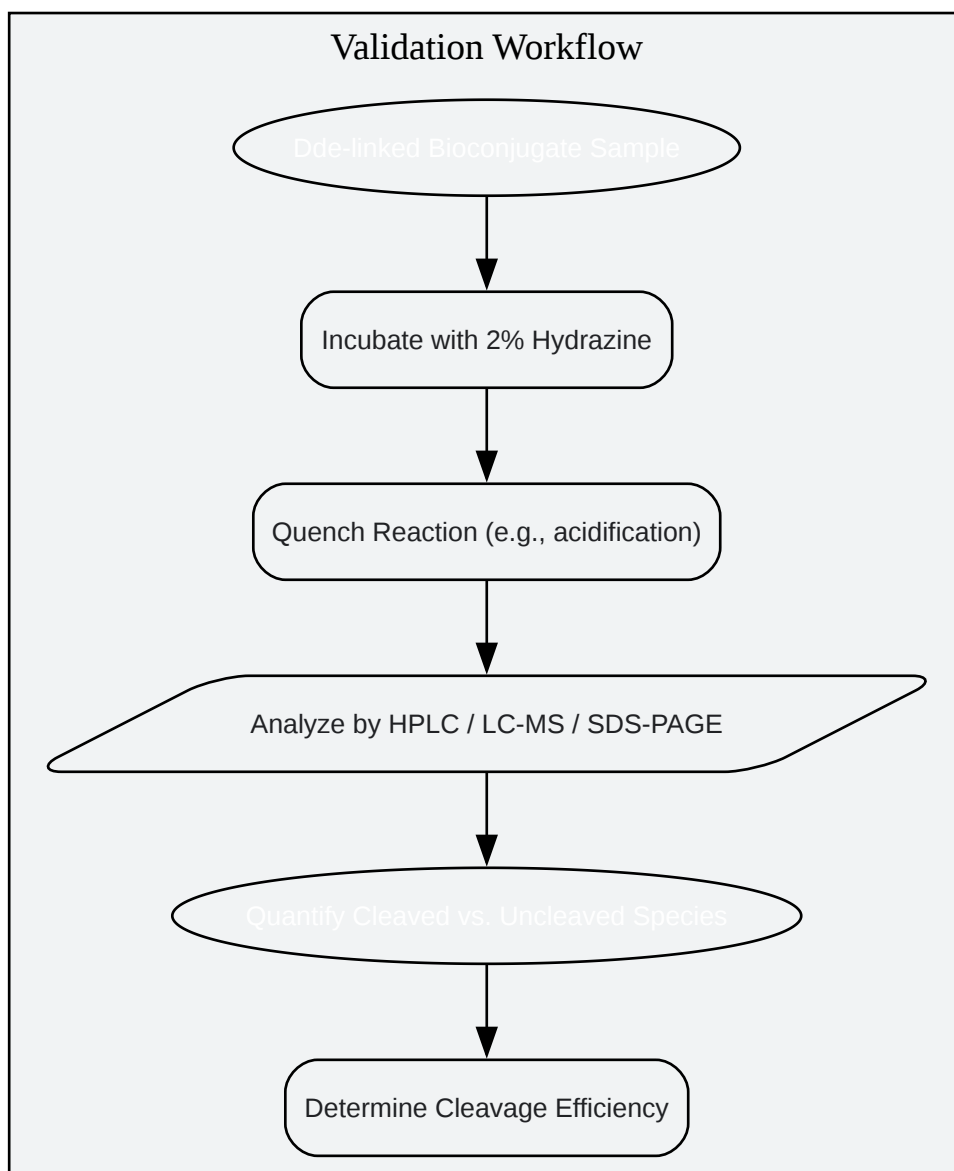 Validation Workflow
Dde-linked Bioconjugate Sample
Incubate with 2% Hydrazine
Quench Reaction (e.g., acidification)
Analyze by HPLC / LC-MS / SDS-PAGE
Quantify Cleaved vs. Uncleaved Species
Determine Cleavage Efficiency